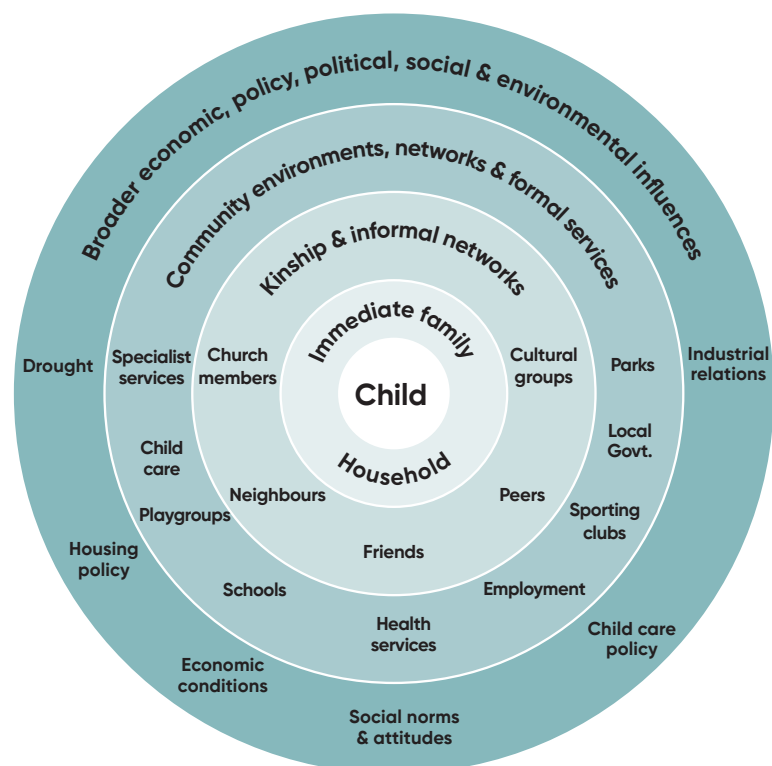 Broader economic, policy, political, social & environmental influences
Community environments, networks & formal services
Kinship & informal networks
Immediate family
Child
Household
Church
members
Cultural
groups
Neighbours
Peers
Friends
Specialist
services
Parks
Child
care
Local
Govt.
Playgroups
Sporting
clubs
Schools
Employment
Health
services
Drought
Industrial
relations
Housing
policy
Child care
policy
Economic
conditions
Social norms
& attitudes